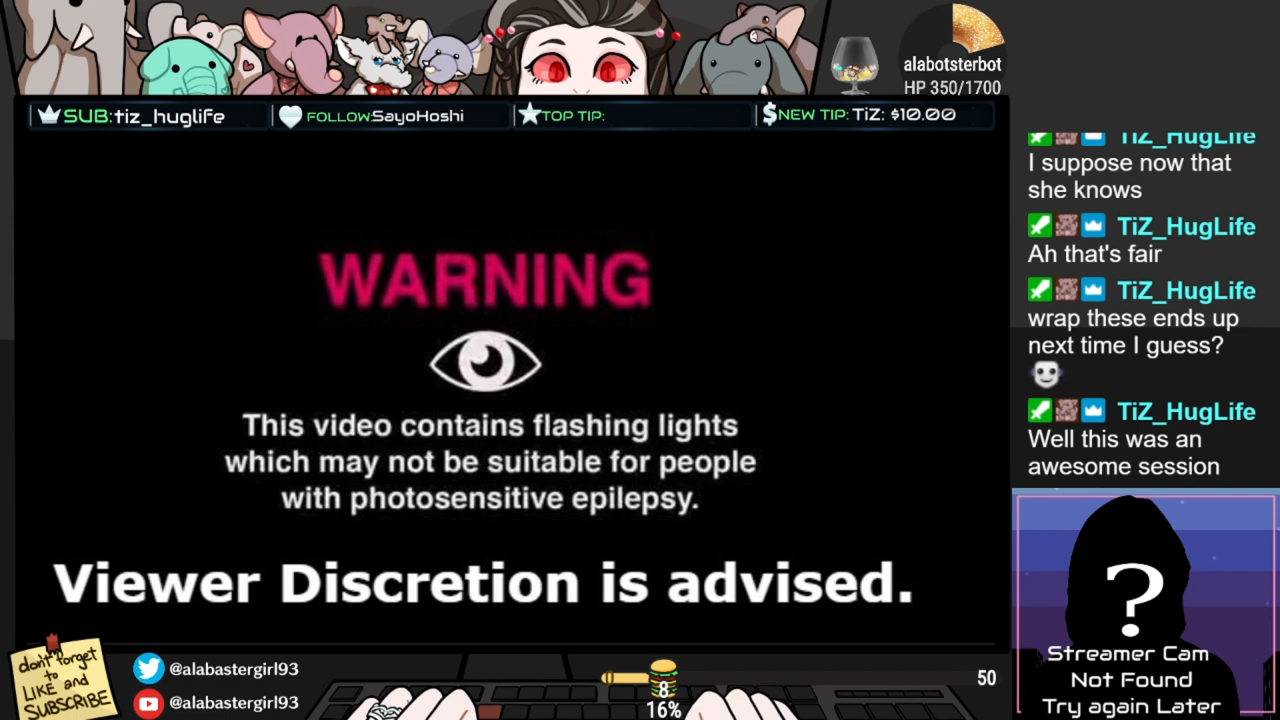 alabotsterbot
HP 350/1700
SUB:tiz_huglife
FOLLOW:SayoHoshi
TOP TIP:
NEW TIP: TiZ: $10.00
TiZ_HugLife
I suppose now that
she knows
TiZ_HugLife
Ah that's fair
TiZ_HugLife
wrap these ends up
next time I guess?
TiZ_HugLife
Well this was an
awesome session
WARNING
This video contains flashing lights
which may not be suitable for people
with photosensitive epilepsy.
Viewer Discretion is advised.
?
Streamer Cam
Not Found
Try again Later
don't forget
to
LIKE and
SUBSCRIBE
@alabastergirl93
@alabastergirl93
8
16%
50